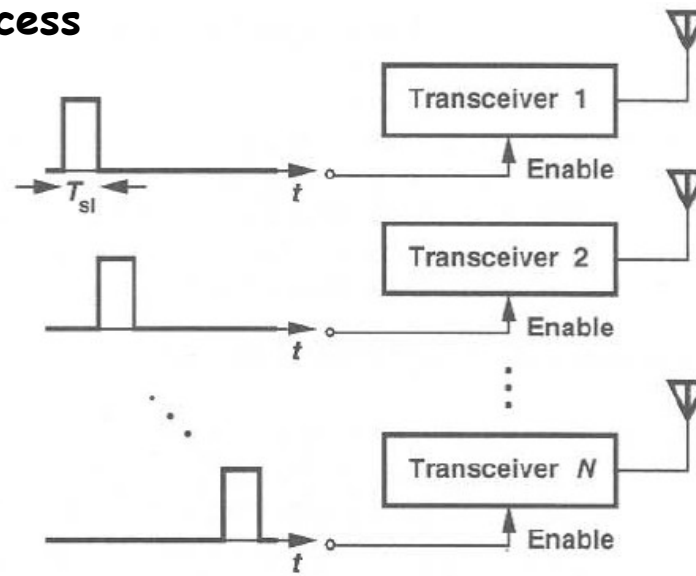 cess
Transceiver 1
Enable
T_sl
t
Transceiver 2
Enable
t
Transceiver N
Enable
t